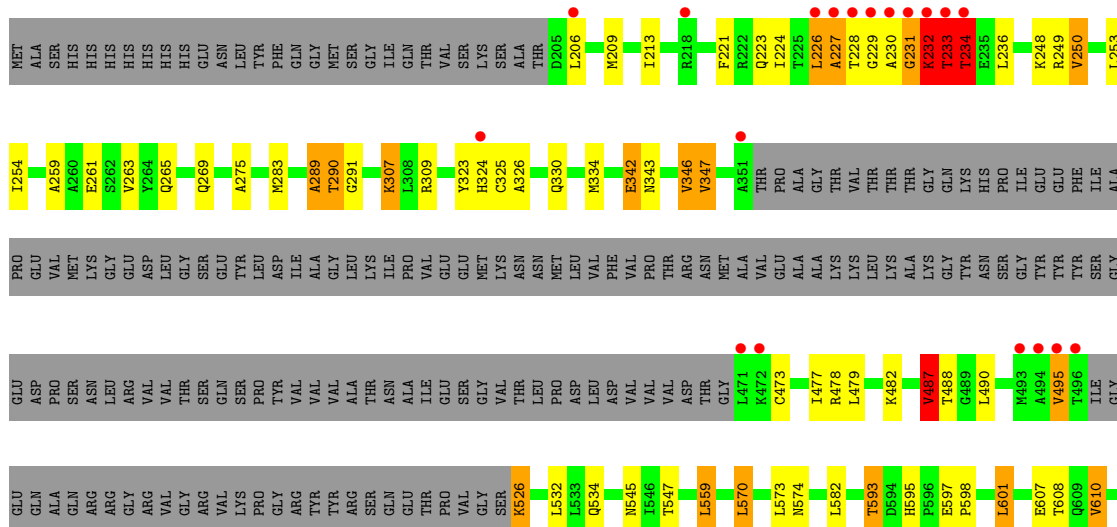 MET ALA SER HIS HIS HIS HIS HIS HIS HIS HIS GLU ASN LEU TYR PHE GLN GLY MET SER GLY ILE GLN THR VAL SER LYS SER ALA THR D205 L206 M209 I213 R218 F221 R222 Q223 I224 T225 L226 A227 T228 G229 A230 G231 K232 T233 T234 E235 L236 K248 R249 V250 L253
I254 A259 A260 E261 S262 V263 Y264 Q265 Q269 A275 M283 A289 T290 G291 K307 L308 R309 Y323 H324 C325 A326 Q330 M334 E342 N343 V346 V347 A351 THR PRO ALA GLY THR VAL THR THR THR GLY GLN LYS HIS PRO ILE GLU GLU PHE ILE ALA
PRO GLU VAL MET LYS GLY GLU ASP LEU GLY SER GLU TYR LEU ASP ILE ALA GLY LEU LYS ILE PRO VAL GLU GLU MET LYS ASN ASN MET LEU VAL PHE VAL PRO THR ARG ASN MET ALA VAL GLU ALA ALA LYS LYS LEU LYS ALA LYS GLY TYR ASN SER GLY TYR TYR TYR SER GLY
GLU ASP PRO SER ASN LEU ARG VAL VAL THR SER GLN SER PRO TYR VAL VAL VAL ALA THR ASN ALA ILE GLU SER GLY VAL THR LEU PRO ASP LEU ASP VAL VAL VAL ASP THR GLY L471 K472 C473 I477 R478 L479 K482 V487 T488 G489 L490 M493 A494 V495 T496 ILE GLY
GLU GLN ALA GLN ARG ARG GLY ARG VAL GLY ARG VAL LYS PRO GLY ARG TYR TYR ARG SER GLN GLU THR PRO VAL GLY SER K526 L532 L533 Q534 N545 I546 T547 L559 L570 L573 N574 L582 T593 D594 H595 P596 E597 P598 L601 E607 T608 Q609 V610